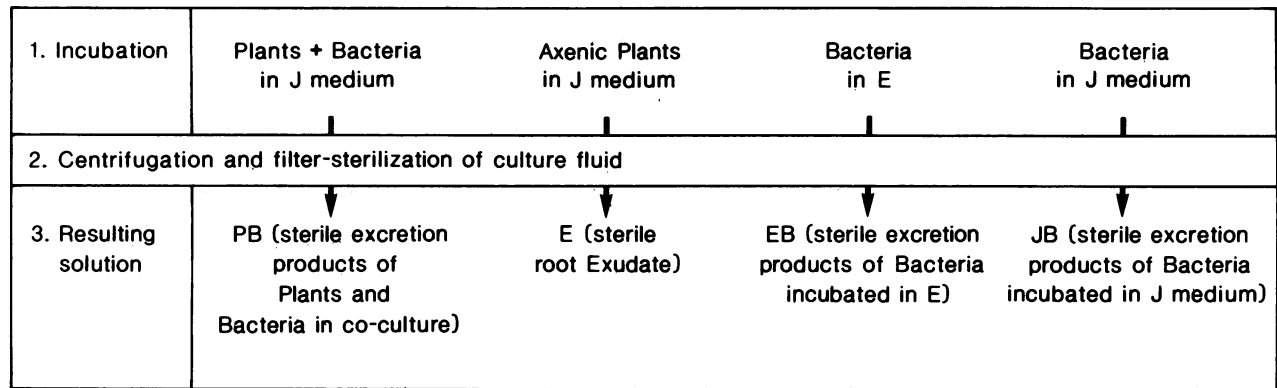 1. Incubation
Plants + Bacteria
in J medium
Axenic Plants
in J medium
Bacteria
in E
Bacteria
in J medium
2. Centrifugation and filter-sterilization of culture fluid
3. Resulting
solution
PB (sterile excretion
products of
Plants and
Bacteria in co-culture)
E (sterile
root Exudate)
EB (sterile excretion
products of Bacteria
incubated in E)
JB (sterile excretion
products of Bacteria
incubated in J medium)